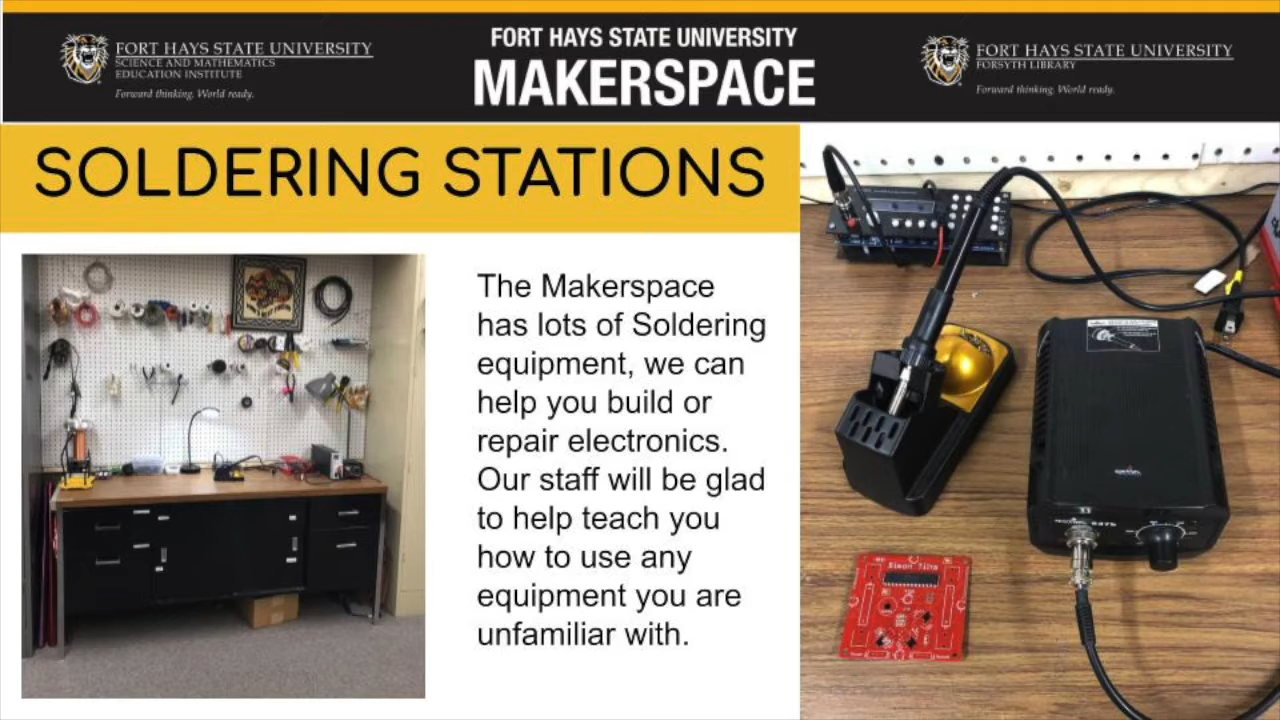 FORT HAYS STATE UNIVERSITY
SCIENCE AND MATHEMATICS
EDUCATION INSTITUTE
Forward thinking. World ready.
FORT HAYS STATE UNIVERSITY
MAKERSPACE
FORT HAYS STATE UNIVERSITY
FORSYTH LIBRARY
Forward thinking. World ready.
SOLDERING STATIONS
The Makerspace
has lots of Soldering
equipment, we can
help you build or
repair electronics.
Our staff will be glad
to help teach you
how to use any
equipment you are
unfamiliar with.
Simon Tilts